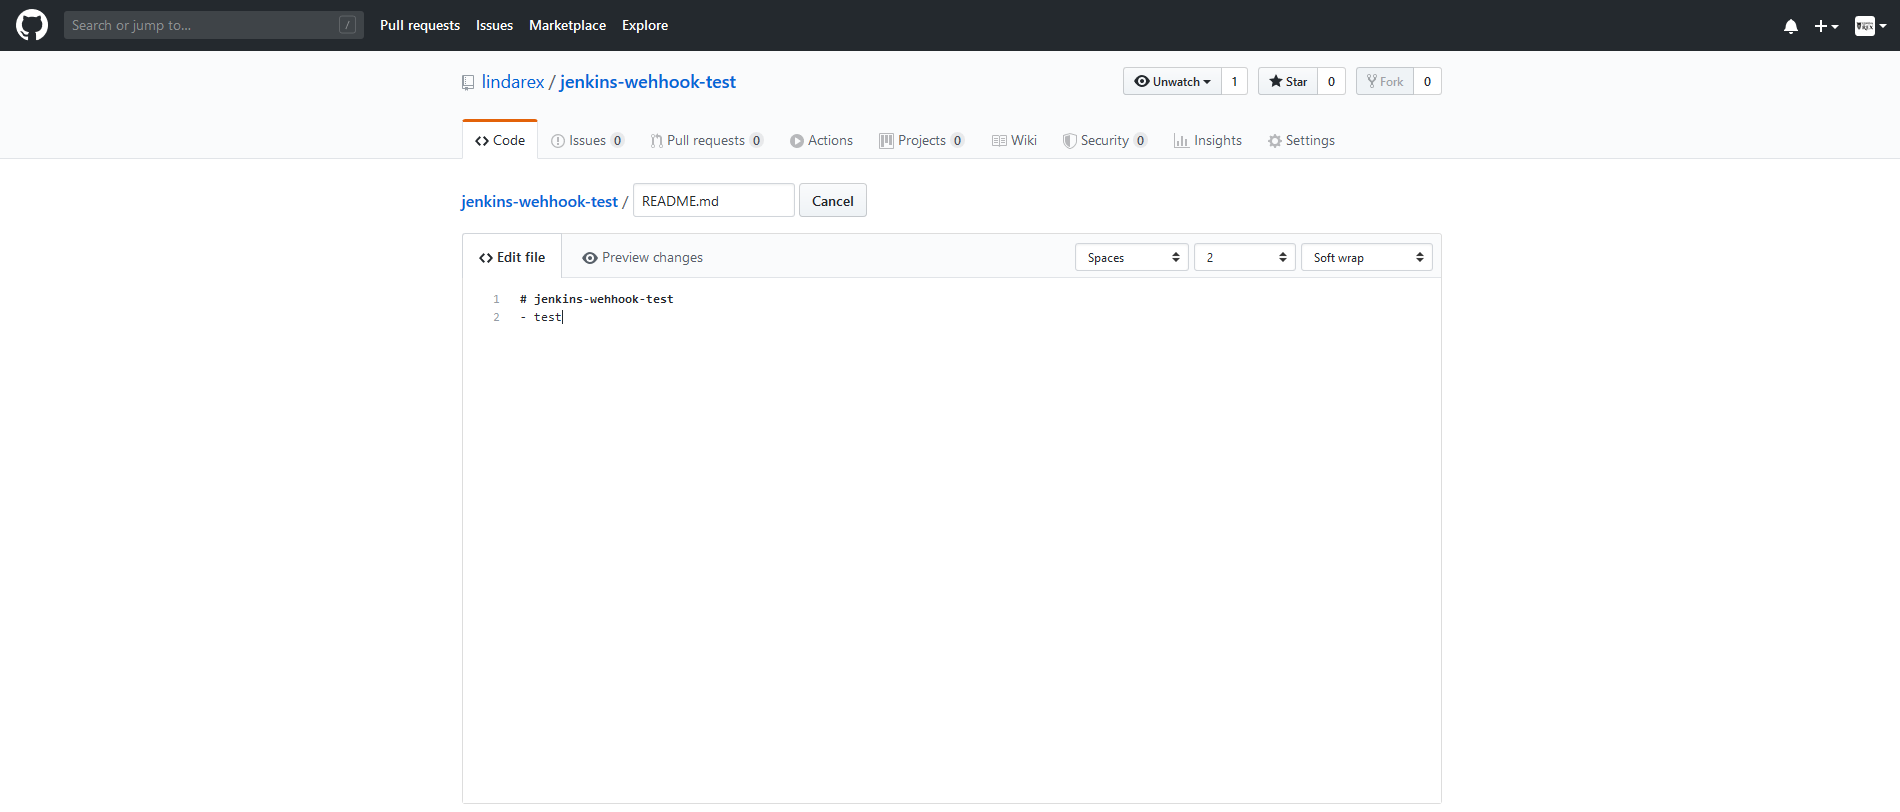 Search or jump to... /
Pull requests Issues Marketplace Explore
lindarex / jenkins-wehhook-test
Unwatch 1 Star 0 Fork 0
Code Issues 0 Pull requests 0 Actions Projects 0 Wiki Security 0 Insights Settings
jenkins-wehhook-test / README.md Cancel
Edit file Preview changes Spaces 2 Soft wrap
1 # jenkins-wehhook-test
2 - test